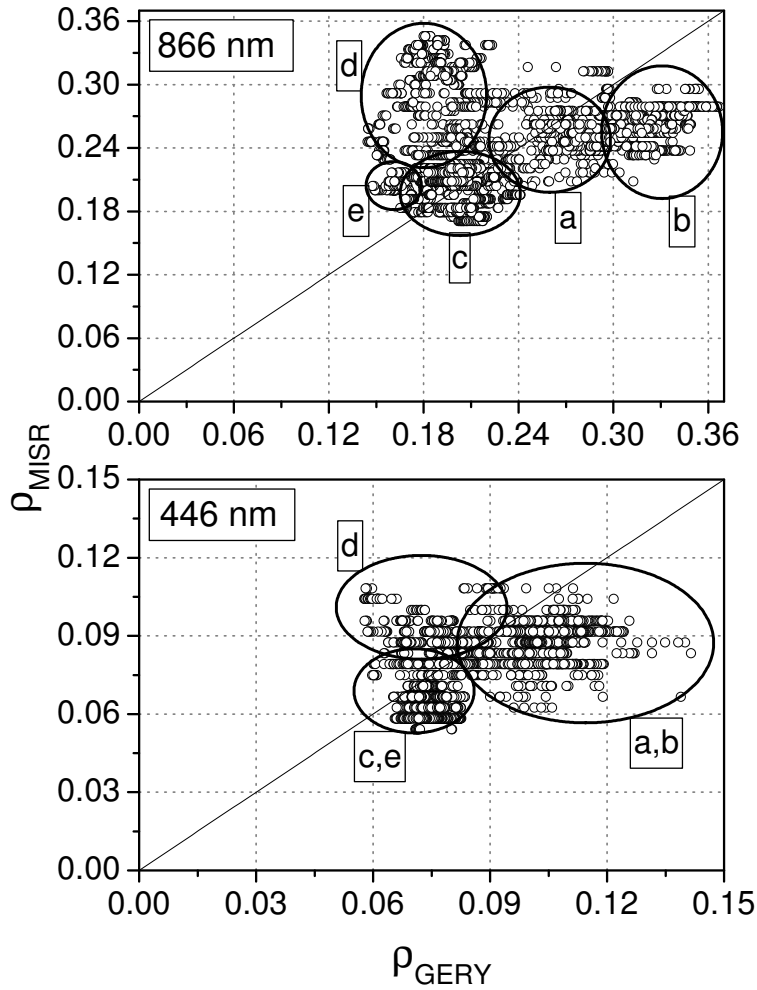 0.36
866 nm
d
0.30
0.24
e
0.18
a
b
c
0.12
0.06
0.00
0.00 0.06 0.12 0.18 0.24 0.30 0.36
ρMISR
0.15
446 nm
d
0.12
0.09
0.06
c,e
a,b
0.03
0.00
0.00 0.03 0.06 0.09 0.12 0.15
ρGERY